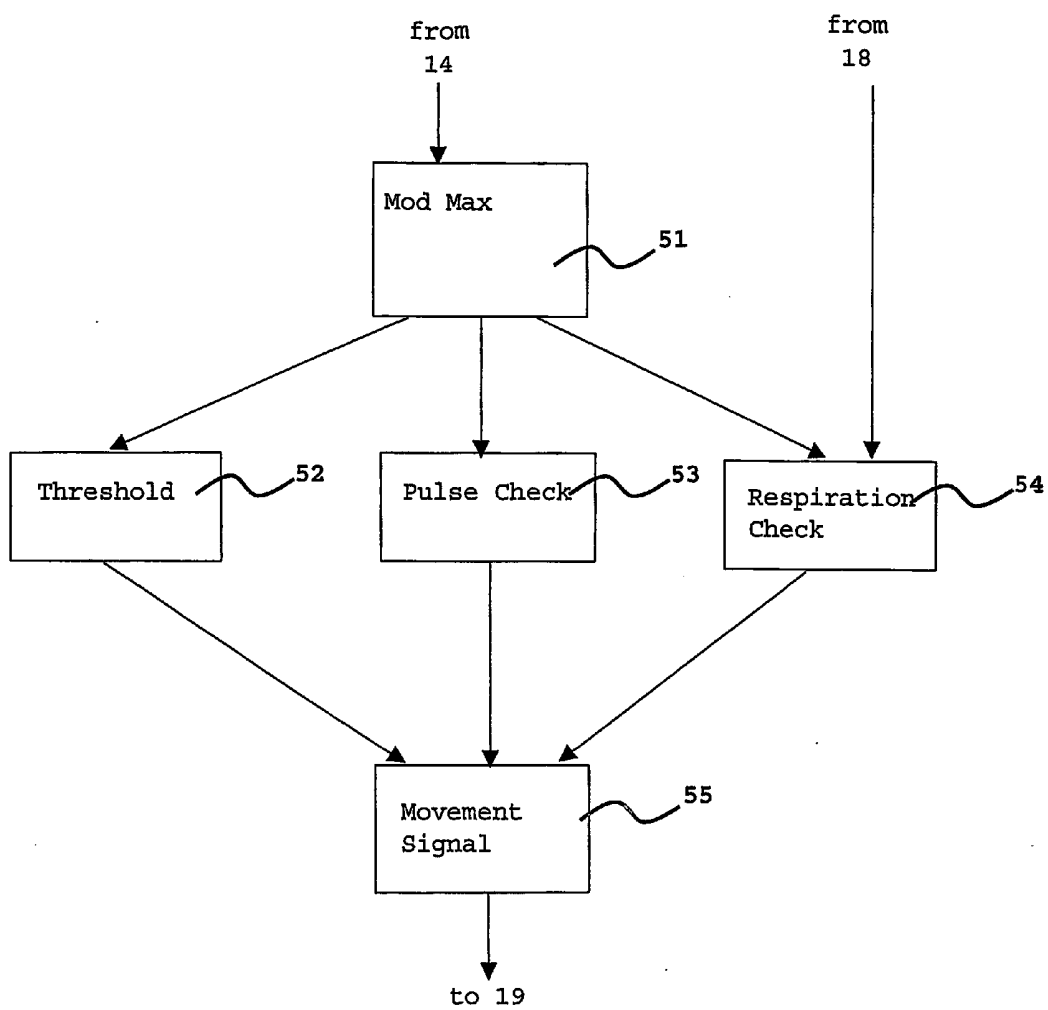 from
14
from
18
Mod Max
51
Threshold
52
Pulse Check
53
Respiration
Check
54
Movement
Signal
55
to 19